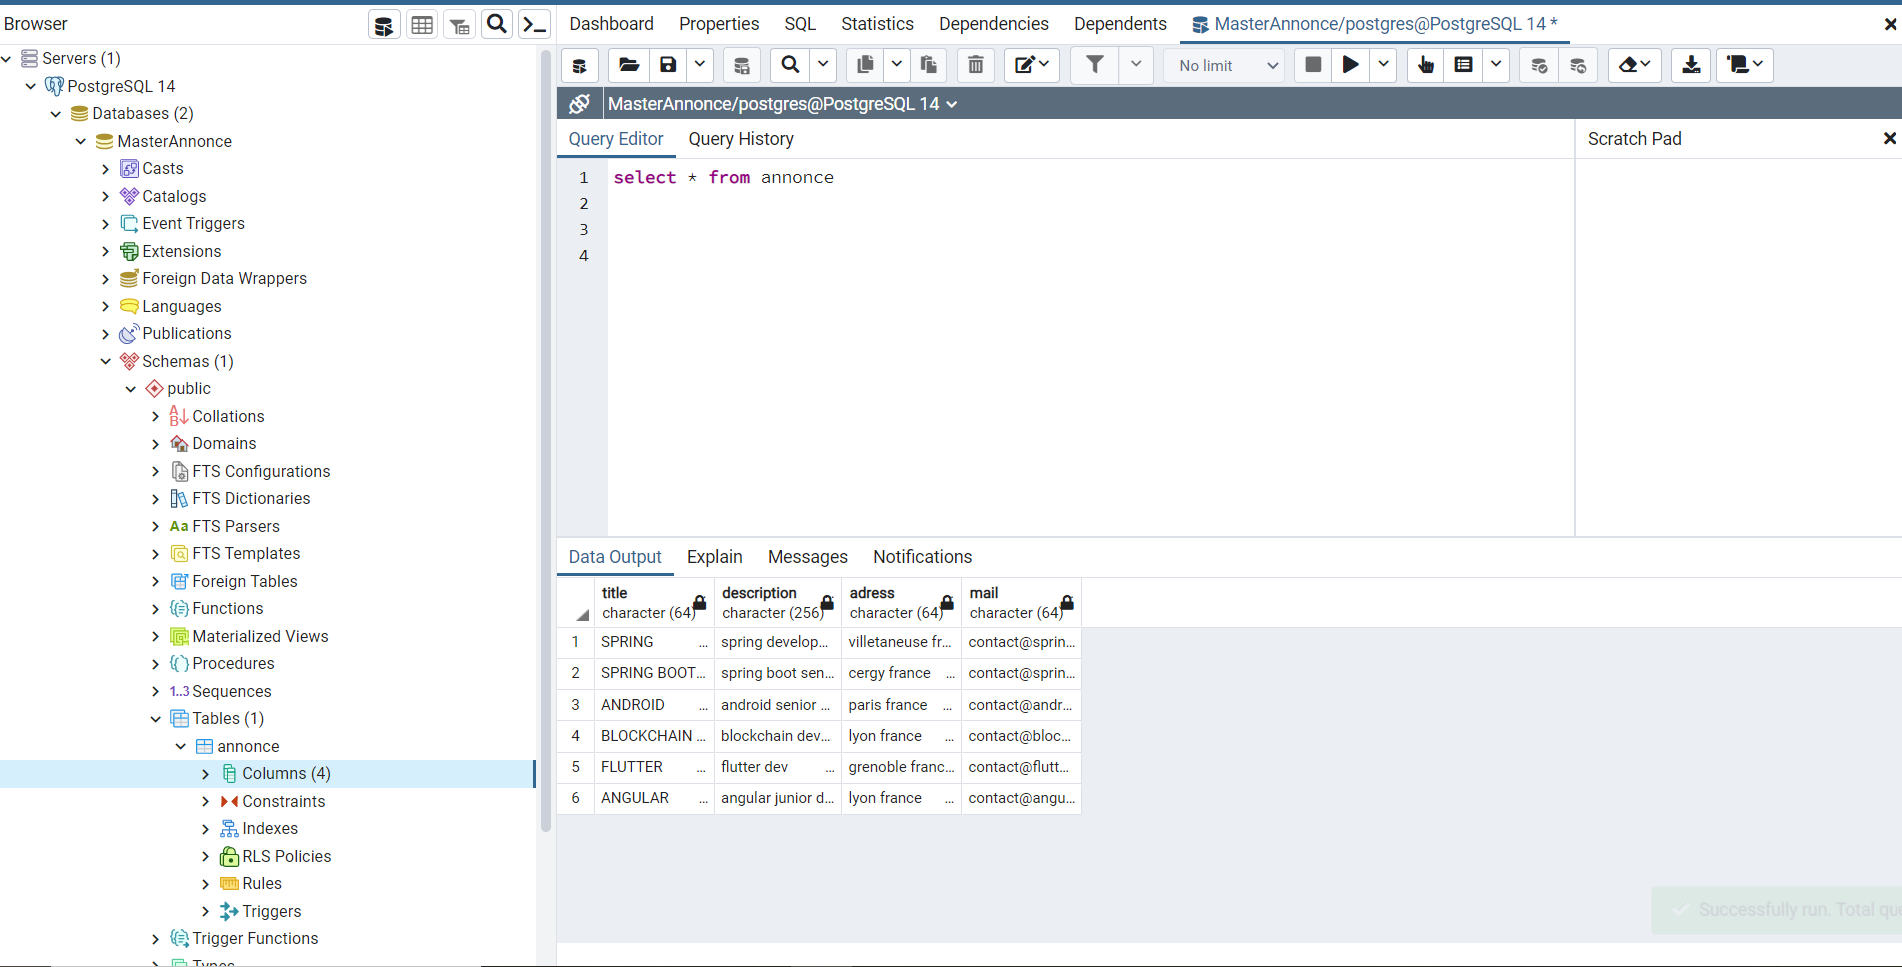 Browser
Servers (1)
PostgreSQL 14
Databases (2)
MasterAnnonce
Casts
Catalogs
Event Triggers
Extensions
Foreign Data Wrappers
Languages
Publications
Schemas (1)
public
Collations
Domains
FTS Configurations
FTS Dictionaries
Aa FTS Parsers
FTS Templates
Foreign Tables
Functions
Materialized Views
Procedures
1..3 Sequences
Tables (1)
annonce
Columns (4)
Constraints
Indexes
RLS Policies
Rules
Triggers
Trigger Functions
Types
Dashboard Properties SQL Statistics Dependencies Dependents MasterAnnonce/postgres@PostgreSQL 14 *
No limit
MasterAnnonce/postgres@PostgreSQL 14
Query Editor Query History
Scratch Pad
1 select * from annonce
2
3
4
Data Output Explain Messages Notifications
title description adress mail
character (64) character (256) character (64) character (64)
1 SPRING ... spring develop... villetaneuse fr... contact@sprin...
2 SPRING BOOT... spring boot sen... cergy france ... contact@sprin...
3 ANDROID ... android senior ... paris france ... contact@andr...
4 BLOCKCHAIN ... blockchain dev... lyon france ... contact@bloc...
5 FLUTTER ... flutter dev ... grenoble franc... contact@flutt...
6 ANGULAR ... angular junior d... lyon france ... contact@angu...
Successfully run. Total que